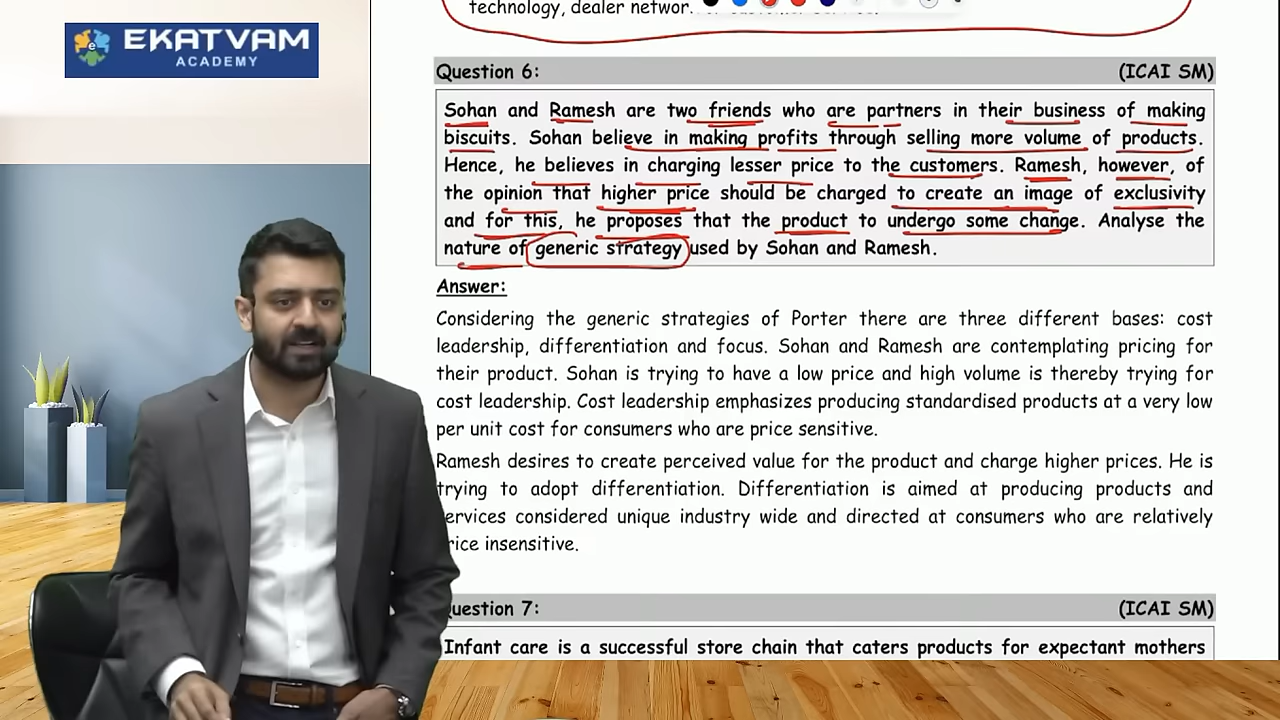 technology, dealer networ
EKATVAM
ACADEMY
Question 6: (ICAI SM)
Sohan and Ramesh are two friends who are partners in their business of making
biscuits. Sohan believe in making profits through selling more volume of products.
Hence, he believes in charging lesser price to the customers. Ramesh, however, of
the opinion that higher price should be charged to create an image of exclusivity
and for this, he proposes that the product to undergo some change. Analyse the
nature of generic strategy used by Sohan and Ramesh.
Answer:
Considering the generic strategies of Porter there are three different bases: cost
leadership, differentiation and focus. Sohan and Ramesh are contemplating pricing for
their product. Sohan is trying to have a low price and high volume is thereby trying for
cost leadership. Cost leadership emphasizes producing standardised products at a very low
per unit cost for consumers who are price sensitive.
Ramesh desires to create perceived value for the product and charge higher prices. He is
trying to adopt differentiation. Differentiation is aimed at producing products and
ervices considered unique industry wide and directed at consumers who are relatively
rice insensitive.
uestion 7: (ICAI SM)
Infant care is a successful store chain that caters products for expectant mothers